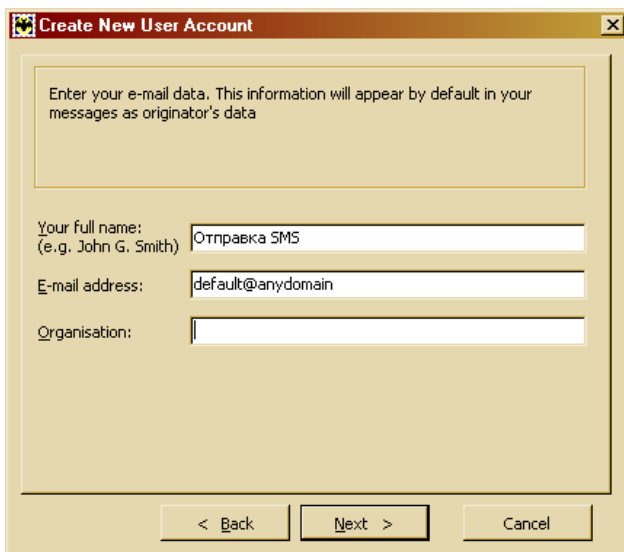 Create New User Account
Enter your e-mail data. This information will appear by default in your
messages as originator's data
Your full name:
(e.g. John G. Smith)
Отправка SMS
E-mail address:
default@anydomain
Organisation:
< Back
Next >
Cancel